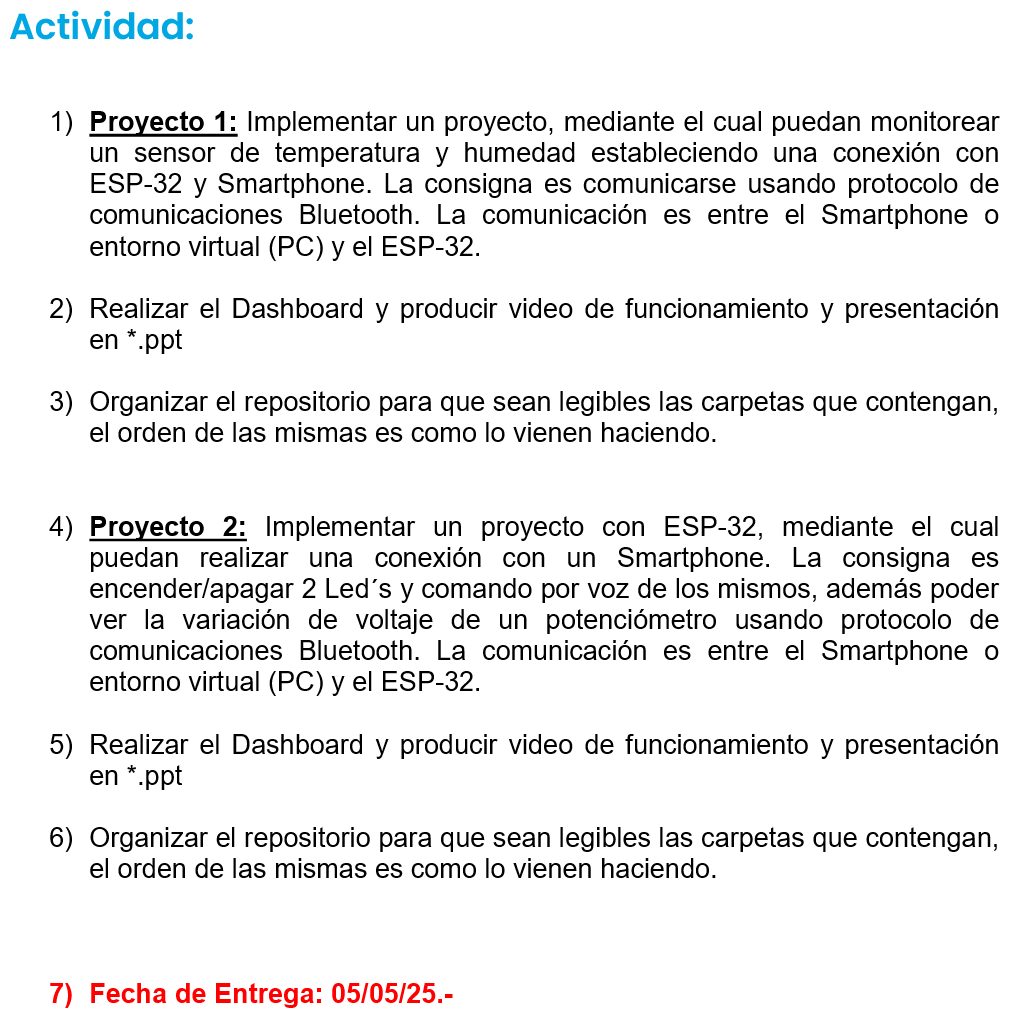 Actividad:
1) Proyecto 1: Implementar un proyecto, mediante el cual puedan monitorear
un sensor de temperatura y humedad estableciendo una conexión con
ESP-32 y Smartphone. La consigna es comunicarse usando protocolo de
comunicaciones Bluetooth. La comunicación es entre el Smartphone o
entorno virtual (PC) y el ESP-32.
2) Realizar el Dashboard y producir video de funcionamiento y presentación
en *.ppt
3) Organizar el repositorio para que sean legibles las carpetas que contengan,
el orden de las mismas es como lo vienen haciendo.
4) Proyecto 2: Implementar un proyecto con ESP-32, mediante el cual
puedan realizar una conexión con un Smartphone. La consigna es
encender/apagar 2 Led´s y comando por voz de los mismos, además poder
ver la variación de voltaje de un potenciómetro usando protocolo de
comunicaciones Bluetooth. La comunicación es entre el Smartphone o
entorno virtual (PC) y el ESP-32.
5) Realizar el Dashboard y producir video de funcionamiento y presentación
en *.ppt
6) Organizar el repositorio para que sean legibles las carpetas que contengan,
el orden de las mismas es como lo vienen haciendo.
7) Fecha de Entrega: 05/05/25.-